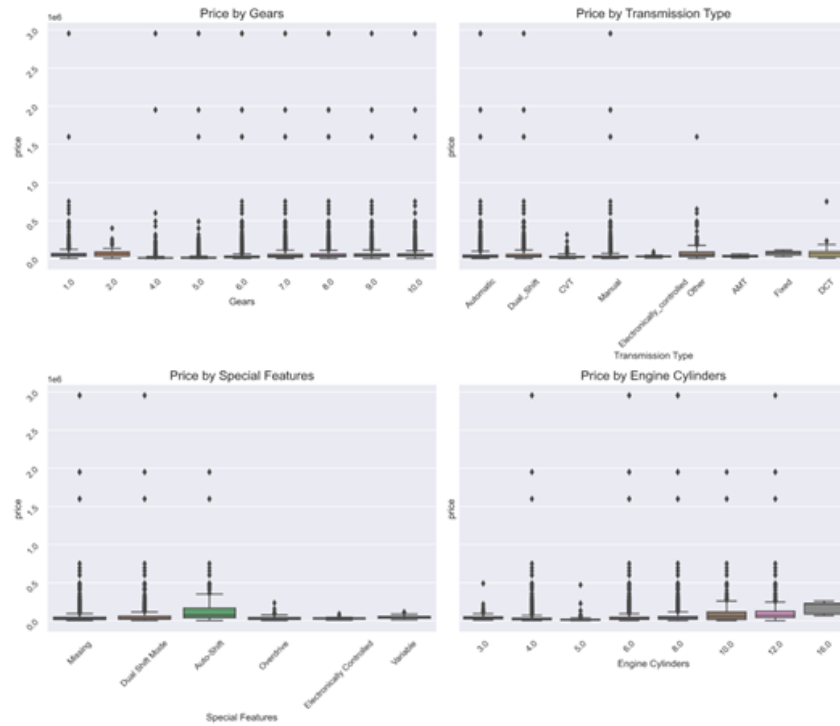 Price by Gears
1e6
3.0
2.5
2.0
1.5
1.0
0.5
0.0
price
1.0 2.0 4.0 5.0 6.0 7.0 8.0 9.0 10.0
Gears
Price by Transmission Type
price
Automatic Dual_Shift CVT Manual Electronically_controlled Other AMT Fixed DCT
Transmission Type
Price by Special Features
1e6
3.0
2.5
2.0
1.5
1.0
0.5
0.0
price
Missing Dual Shift Mode Auto-Shift Overdrive Electronically Controlled Variable
Special Features
Price by Engine Cylinders
price
3.0 4.0 5.0 6.0 8.0 10.0 12.0 16.0
Engine Cylinders